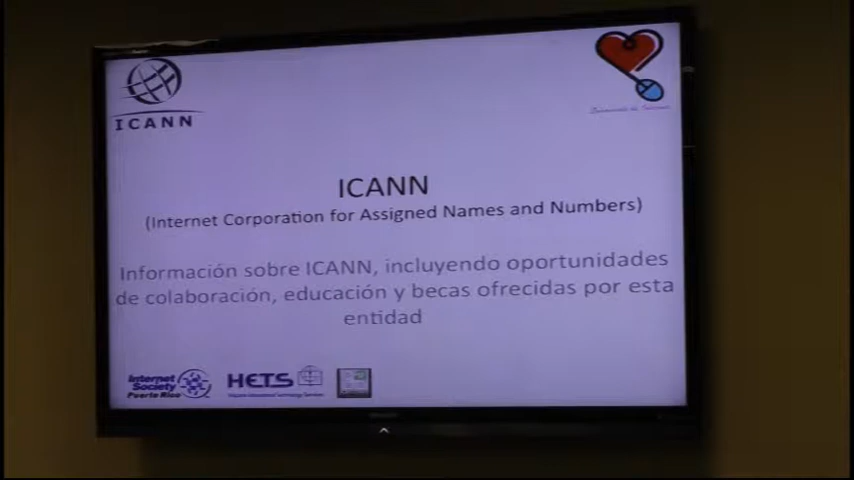 ICANN
ICANN
(Internet Corporation for Assigned Names and Numbers)
Información sobre ICANN, incluyendo oportunidades
de colaboración, educación y becas ofrecidas por esta
entidad
Internet
Society
Puerto Rico
HETS